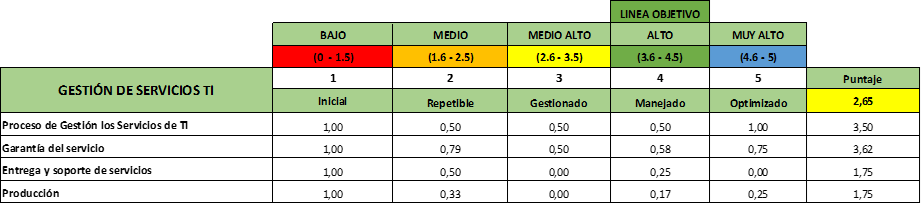 LINEA OBJETIVO
BAJO MEDIO MEDIO ALTO ALTO MUY ALTO
(0 - 1.5) (1.6 - 2.5) (2.6 - 3.5) (3.6 - 4.5) (4.6 - 5)
GESTIÓN DE SERVICIOS TI 1 2 3 4 5 Puntaje
Inicial Repetible Gestionado Manejado Optimizado 2,65
Proceso de Gestión los Servicios de TI 1,00 0,50 0,50 0,50 1,00 3,50
Garantía del servicio 1,00 0,79 0,50 0,58 0,75 3,62
Entrega y soporte de servicios 1,00 0,50 0,00 0,25 0,00 1,75
Producción 1,00 0,33 0,00 0,17 0,25 1,75